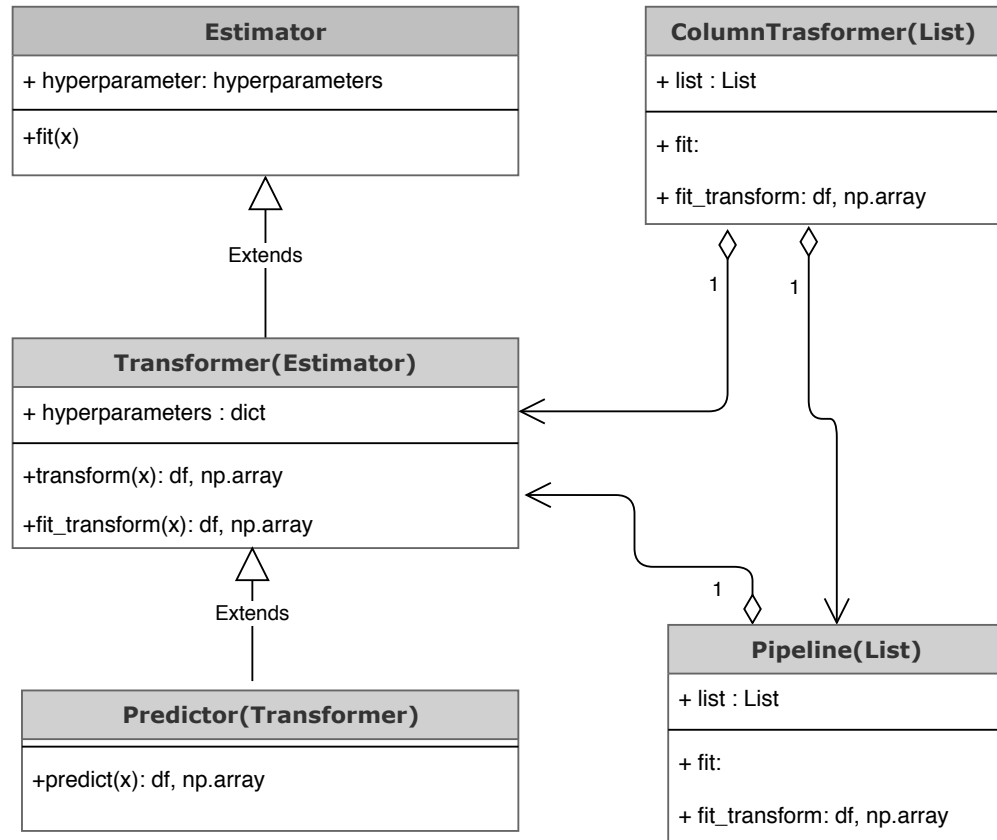 Estimator
+ hyperparameter: hyperparameters
+fit(x)
Extends
Transformer(Estimator)
+ hyperparameters : dict
+transform(x): df, np.array
+fit_transform(x): df, np.array
Extends
Predictor(Transformer)
+predict(x): df, np.array
ColumnTrasformer(List)
+ list : List
+ fit:
+ fit_transform: df, np.array
1
1
1
Pipeline(List)
+ list : List
+ fit:
+ fit_transform: df, np.array